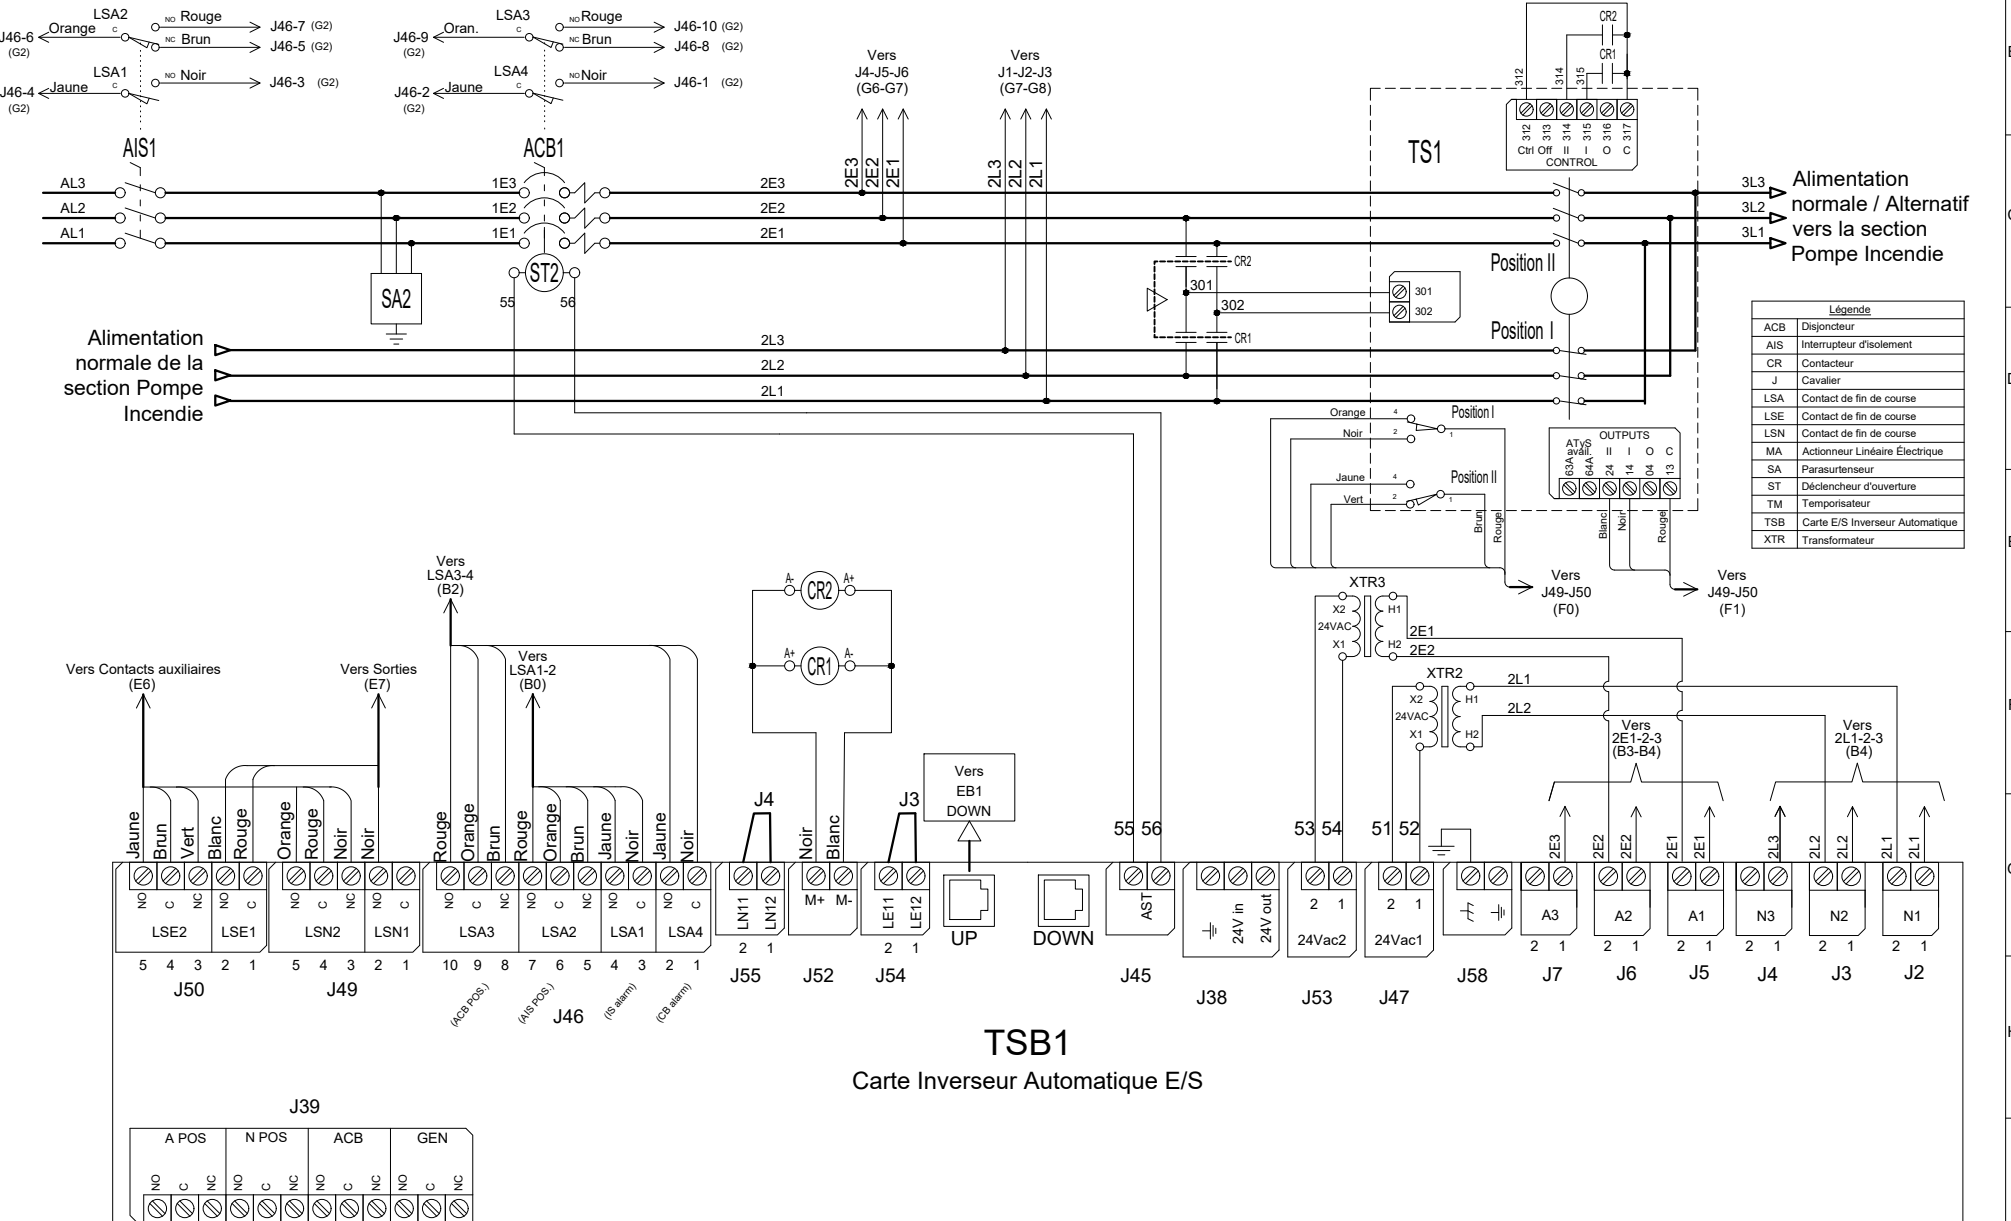 LSA2
Orange
C
NO Rouge
NC Brun
J46-6
(G2)
J46-7 (G2)
J46-5 (G2)
LSA1
Jaune
C
NO Noir
J46-4
(G2)
J46-3 (G2)
LSA3
Oran.
C
NO Rouge
NC Brun
J46-9
(G2)
J46-10 (G2)
J46-8 (G2)
LSA4
Jaune
C
NO Noir
J46-2
(G2)
J46-1 (G2)
Vers
J4-J5-J6
(G6-G7)
Vers
J1-J2-J3
(G7-G8)
CR2
CR1
312
314
315
312
313
314
315
316
317
Ctrl Off II I O C
CONTROL
TS1
AIS1
ACB1
2E3
2E2
2E1
2L3
2L2
2L1
AL3
AL2
AL1
1E3
1E2
1E1
2E3
2E2
2E1
3L3
3L2
3L1
Alimentation
normale / Alternatif
vers la section
Pompe Incendie
SA2
ST2
55
56
CR2
301
302
CR1
301
302
Position II
Position I
Alimentation
normale de la
section Pompe
Incendie
2L3
2L2
2L1
Légende
ACB Disjoncteur
AIS Interrupteur d'isolement
CR Contacteur
J Cavalier
LSA Contact de fin de course
LSE Contact de fin de course
LSN Contact de fin de course
MA Actionneur Linéaire Électrique
SA Parasurtenseur
ST Déclencheur d'ouverture
TM Temporisateur
TSB Carte E/S Inverseur Automatique
XTR Transformateur
Orange
4
Position I
Noir
2
1
Jaune
4
Position II
Vert
2
1
Brun
Rouge
OUTPUTS
ATyS
avail. II I O C
63A
64A
24
14
04
13
Blanc
Noir
Rouge
Vers
J49-J50
(F0)
Vers
J49-J50
(F1)
XTR3
X2
24VAC
X1
H1
H2
2E1
2E2
XTR2
X2
24VAC
X1
H1
H2
2L1
2L2
Vers
LSA3-4
(B2)
Vers Contacts auxiliaires
(E6)
Vers Sorties
(E7)
Vers
LSA1-2
(B0)
A- CR2 A+
A+ CR1 A-
Vers
EB1
DOWN
Vers
2E1-2-3
(B3-B4)
Vers
2L1-2-3
(B4)
Jaune
Brun
Vert
Blanc
Rouge
Orange
Rouge
Noir
Noir
Rouge
Orange
Brun
Rouge
Orange
Brun
Jaune
Noir
Jaune
Noir
J4
Noir
Blanc
J3
55 56
53 54
51 52
2E3
2E2
2E2
2E1
2E1
2L3
2L2
2L2
2L1
2L1
NO
C
NC
NO
C
LSE2 LSE1
5 4 3 2 1
J50
NO
C
NC
NO
C
LSN2 LSN1
5 4 3 2 1
J49
NO
C
NC
NO
C
NC
NO
C
NO
C
LSA3 LSA2 LSA1 LSA4
10 9 8 7 6 5 4 3 2 1
(ACB POS.)
(AIS POS.)
(IS alarm)
(CB alarm)
J46
LN11
LN12
2 1
J55
M+ M-
J52
LE11
LE12
2 1
J54
UP
DOWN
AST
J45
24V in
24V out
J38
2 1
24Vac2
J53
2 1
24Vac1
J47
J58
A3
2 1
J7
A2
2 1
J6
A1
2 1
J5
N3
2 1
J4
N2
2 1
J3
N1
2 1
J2
TSB1
Carte Inverseur Automatique E/S
J39
A POS N POS ACB GEN
NO
C
NC
NO
C
NC
NO
C
NC
NO
C
NC